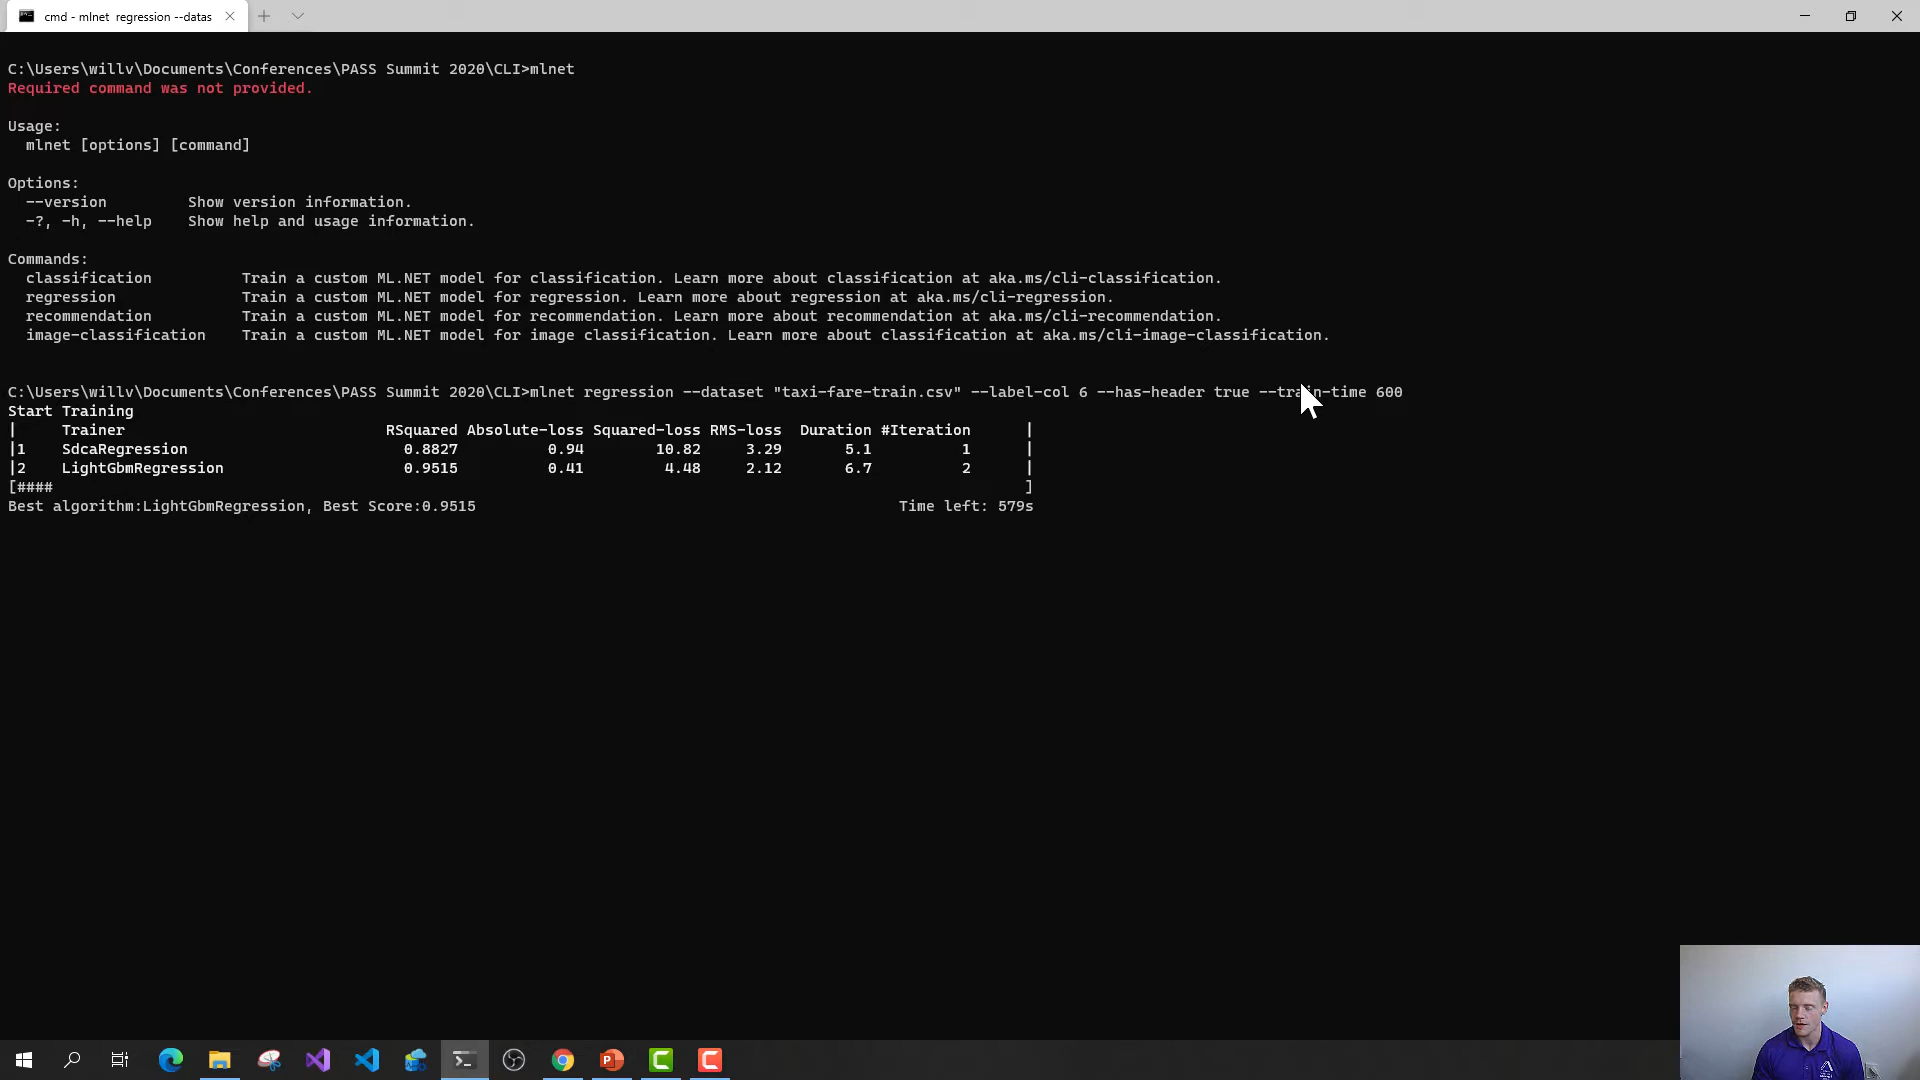 cmd - mlnet  regression --datas
C:\Users\willv\Documents\Conferences\PASS Summit 2020\CLI>mlnet
Required command was not provided.
Usage:
  mlnet [options] [command]
Options:
  --version         Show version information.
  -?, -h, --help    Show help and usage information.
Commands:
  classification          Train a custom ML.NET model for classification. Learn more about classification at aka.ms/cli-classification.
  regression              Train a custom ML.NET model for regression. Learn more about regression at aka.ms/cli-regression.
  recommendation          Train a custom ML.NET model for recommendation. Learn more about recommendation at aka.ms/cli-recommendation.
  image-classification    Train a custom ML.NET model for image classification. Learn more about classification at aka.ms/cli-image-classification.
C:\Users\willv\Documents\Conferences\PASS Summit 2020\CLI>mlnet regression --dataset "taxi-fare-train.csv" --label-col 6 --has-header true --train-time 600
Start Training
|     Trainer                             RSquared Absolute-loss Squared-loss RMS-loss  Duration #Iteration      |
|1    SdcaRegression                        0.8827          0.94        10.82     3.29       5.1          1      |
|2    LightGbmRegression                    0.9515          0.41         4.48     2.12       6.7          2      |
[####                                                                                                            ]
Best algorithm:LightGbmRegression, Best Score:0.9515                                               Time left: 579s